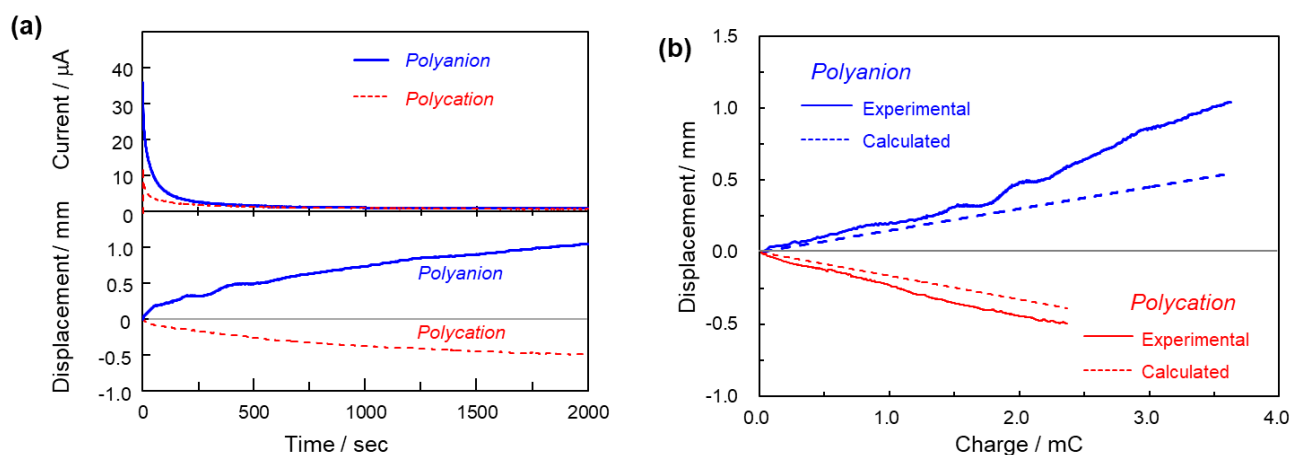 (a)
Current / μA
40
30
20
10
0
Polyanion
Polycation
Displacement / mm
1.0
0.5
0
-0.5
-1.0
Polyanion
Polycation
0
500
1000
1500
2000
Time / sec
(b)
Displacement / mm
1.5
1.0
0.5
0.0
-0.5
-1.0
Polyanion
Experimental
Calculated
Polycation
Experimental
Calculated
0.0
1.0
2.0
3.0
4.0
Charge / mC